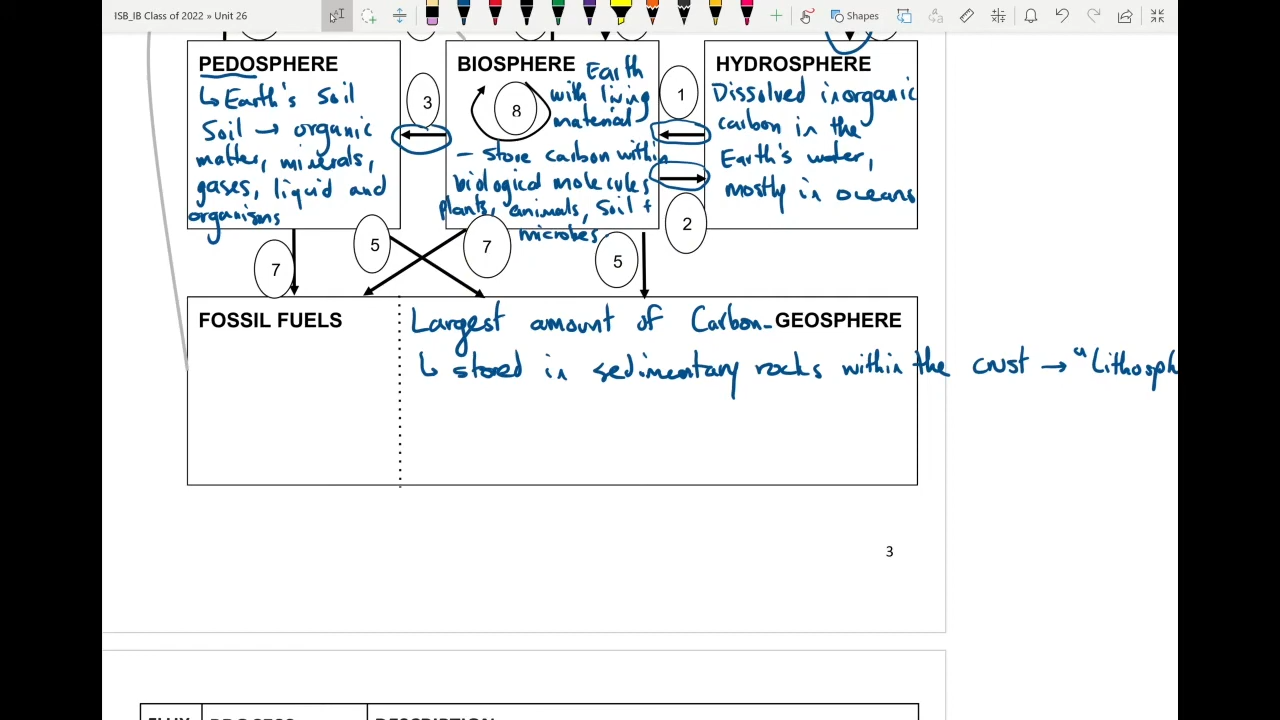 ISB_IB Class of 2022 » Unit 26
Shapes
PEDOSPHERE
↳ Earth's Soil
Soil → organic
matter, minerals,
gases, liquid and
organisms
3
BIOSPHERE Earth
with living
material
8
- store carbon within
biological molecules
plants, animals, soil +
microbes.
1
2
HYDROSPHERE
Dissolved inorganic
carbon in the
Earth's water,
mostly in oceans
7
5
7
5
FOSSIL FUELS
Largest amount of Carbon - GEOSPHERE
↳ stored in sedimentary rocks within the crust → "Lithosph
3
FLUX PROCESS DESCRIPTION